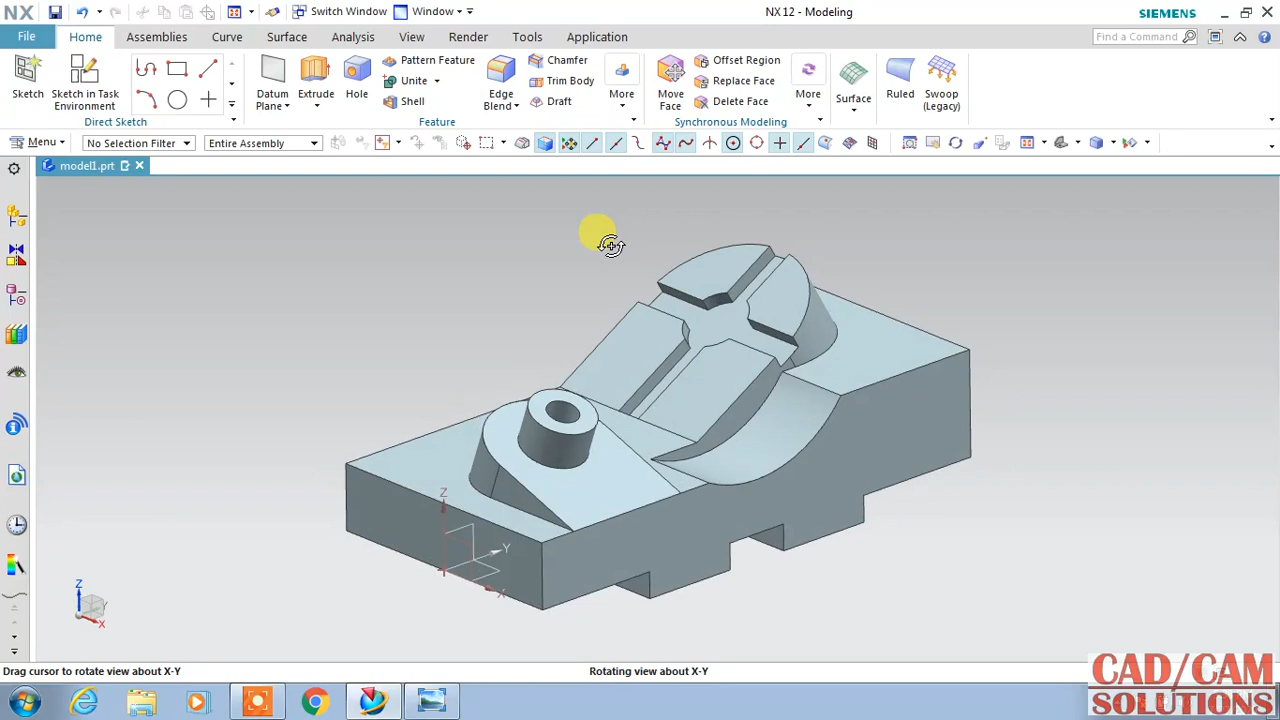 NX
Switch Window
Window
NX 12 - Modeling
SIEMENS
File
Home
Assemblies
Curve
Surface
Analysis
View
Render
Tools
Application
Find a Command
Sketch
Sketch in Task Environment
Direct Sketch
Datum Plane
Extrude
Hole
Pattern Feature
Unite
Shell
Edge Blend
Chamfer
Trim Body
Draft
More
Feature
Move Face
Offset Region
Replace Face
Delete Face
More
Synchronous Modeling
Surface
Ruled
Swoop (Legacy)
Menu
No Selection Filter
Entire Assembly
model1.prt
Z
Y
X
Z
Y
X
Drag cursor to rotate view about X-Y
Rotating view about X-Y
CAD/CAM
SOLUTIONS